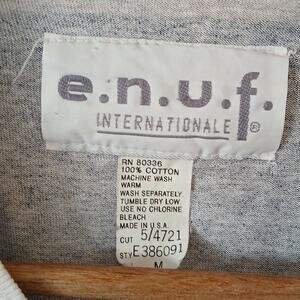 e.n.u.f.
INTERNATIONALE ®
RN 80336
100% COTTON
MACHINE WASH
WARM
WASH SEPARATELY
TUMBLE DRY LOW
USE NO CHLORINE
BLEACH
MADE IN U.S.A
CUT 5/4721
STY E386091
M